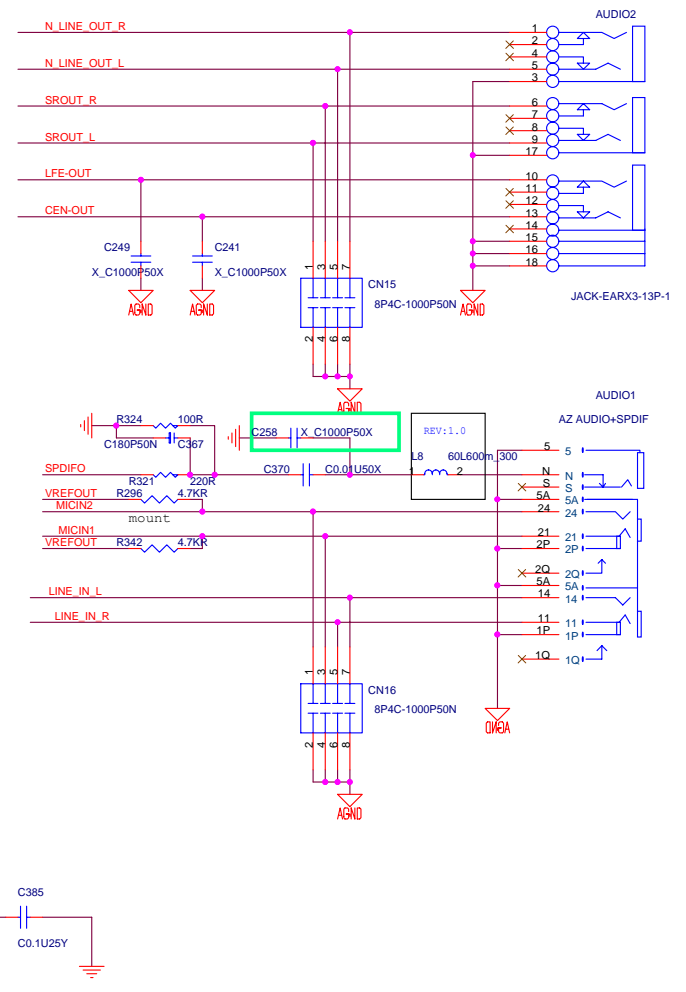 AUDIO2
N_LINE_OUT_R
1
2
4
N_LINE_OUT_L
5
3
SROUT_R
6
7
8
SROUT_L
9
17
LFE-OUT
10
11
12
CEN-OUT
13
14
15
16
18
C249
X_C1000P50X
C241
X_C1000P50X
1 3 5 7
CN15
8P4C-1000P50N
2 4 6 8
AGND
AGND
AGND
JACK-EARX3-13P-1
AGND
AUDIO1
AZ AUDIO+SPDIF
R324 100R
C180P50N C367
C258 X_C1000P50X
REV:1.0
L8 60L600m_300
1 2
C370 C0.01U50X
SPDIFO
R321 220R
VREFOUT R296 4.7KR
MICIN2
mount
MICIN1
VREFOUT R342 4.7KR
5 5
N N
S S
5A 5A
24 24
21 21
2P 2P
2Q 2Q
5A 5A
14 14
11 11
1P 1P
1Q 1Q
LINE_IN_L
LINE_IN_R
1 3 5 7
CN16
8P4C-1000P50N
2 4 6 8
AGND
AGND
C385
C0.1U25Y